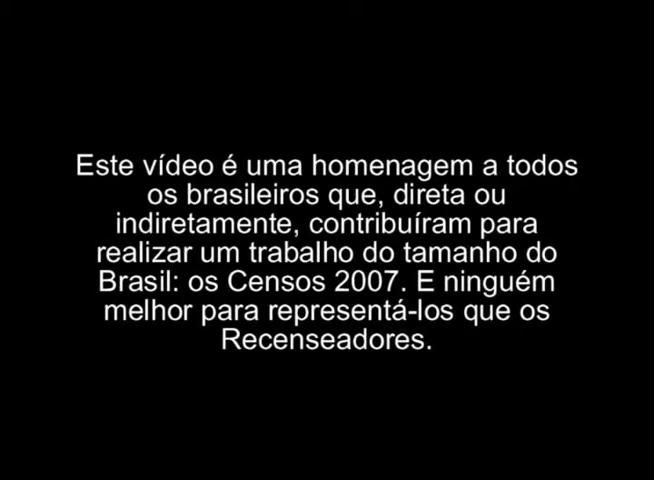 Este vídeo é uma homenagem a todos
os brasileiros que, direta ou
indiretamente, contribuíram para
realizar um trabalho do tamanho do
Brasil: os Censos 2007. E ninguém
melhor para representá-los que os
Recenseadores.